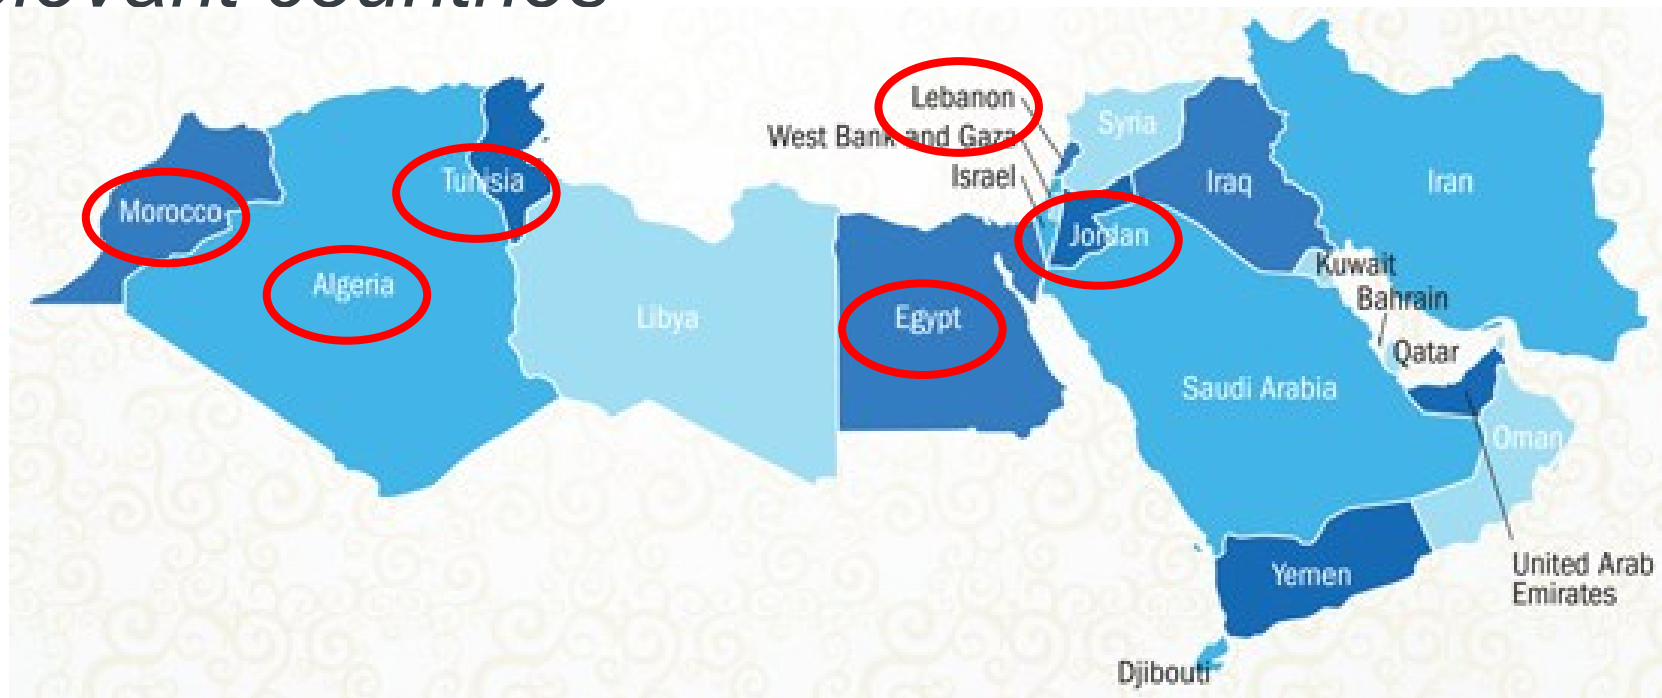 countries
Lebanon
Syria
West Bank and Gaza
Israel
Tunisia
Iraq
Iran
Morocco
Jordan
Algeria
Kuwait
Bahrain
Libya
Egypt
Qatar
Saudi Arabia
Oman
Yemen
United Arab
Emirates
Djibouti